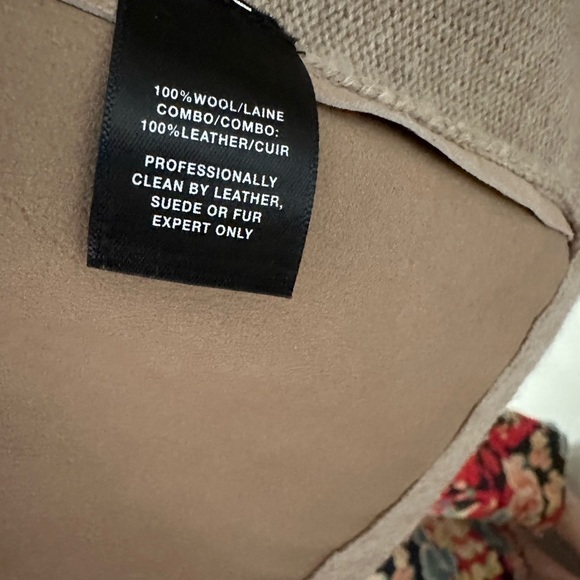 100%WOOL/LAINE
COMBO/COMBO:
100%LEATHER/CUIR
PROFESSIONALLY
CLEAN BY LEATHER,
SUEDE OR FUR
EXPERT ONLY